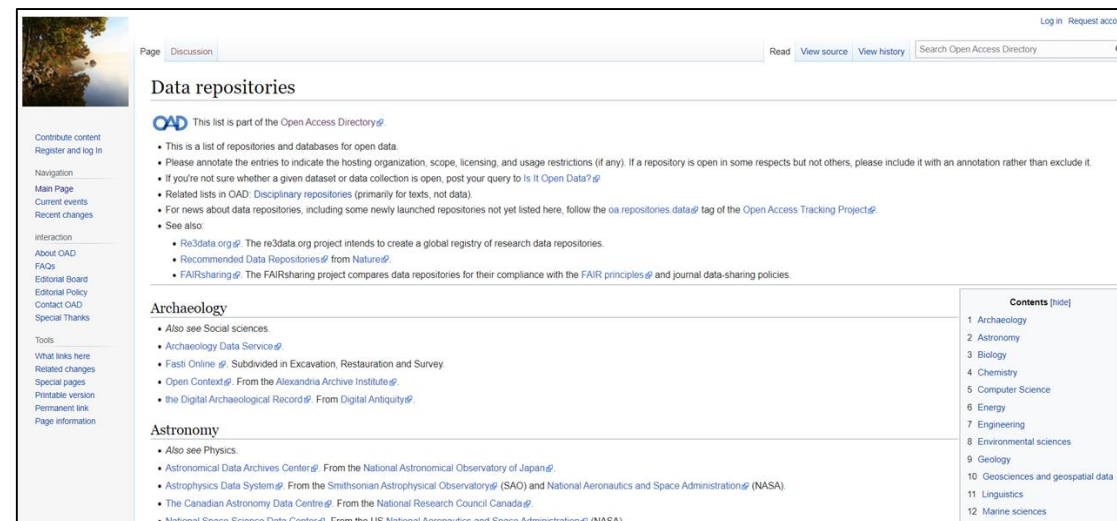 Log in Request acco
Page Discussion
Read View source View history Search Open Access Directory
Data repositories
OAD This list is part of the Open Access Directory.
• This is a list of repositories and databases for open data.
• Please annotate the entries to indicate the hosting organization, scope, licensing, and usage restrictions (if any). If a repository is open in some respects but not others, please include it with an annotation rather than exclude it.
• If you're not sure whether a given dataset or data collection is open, post your query to Is It Open Data?
• Related lists in OAD: Disciplinary repositories (primarily for texts, not data).
• For news about data repositories, including some newly launched repositories not yet listed here, follow the oa.repositories.data tag of the Open Access Tracking Project.
• See also:
• Re3data.org. The re3data.org project intends to create a global registry of research data repositories.
• Recommended Data Repositories from Nature.
• FAIRsharing. The FAIRsharing project compares data repositories for their compliance with the FAIR principles and journal data-sharing policies.
Contribute content
Register and log In
Navigation
Main Page
Current events
Recent changes
interaction
About OAD
FAQs
Editorial Board
Editorial Policy
Contact OAD
Special Thanks
Tools
What links here
Related changes
Special pages
Printable version
Permanent link
Page information
Archaeology
• Also see Social sciences.
• Archaeology Data Service.
• Fasti Online. Subdivided in Excavation, Restauration and Survey.
• Open Context. From the Alexandria Archive Institute.
• the Digital Archaeological Record. From Digital Antiquity.
Astronomy
• Also see Physics.
• Astronomical Data Archives Center. From the National Astronomical Observatory of Japan.
• Astrophysics Data System. From the Smithsonian Astrophysical Observatory (SAO) and National Aeronautics and Space Administration (NASA).
• The Canadian Astronomy Data Centre. From the National Research Council Canada.
• National Space Science Data Center. From the US National Aeronautics and Space Administration (NASA).
Contents [hide]
1 Archaeology
2 Astronomy
3 Biology
4 Chemistry
5 Computer Science
6 Energy
7 Engineering
8 Environmental sciences
9 Geology
10 Geosciences and geospatial data
11 Linguistics
12 Marine sciences